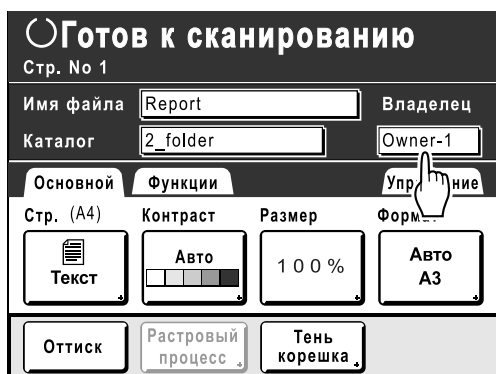 Готов к сканированию
Стр. No 1
Имя файла Report Владелец
Каталог 2_folder Owner-1
Основной Функции
Стр. (A4) Контраст Размер
Текст Авто 100% Авто A3
Оттиск Растровый процесс Тень корешка